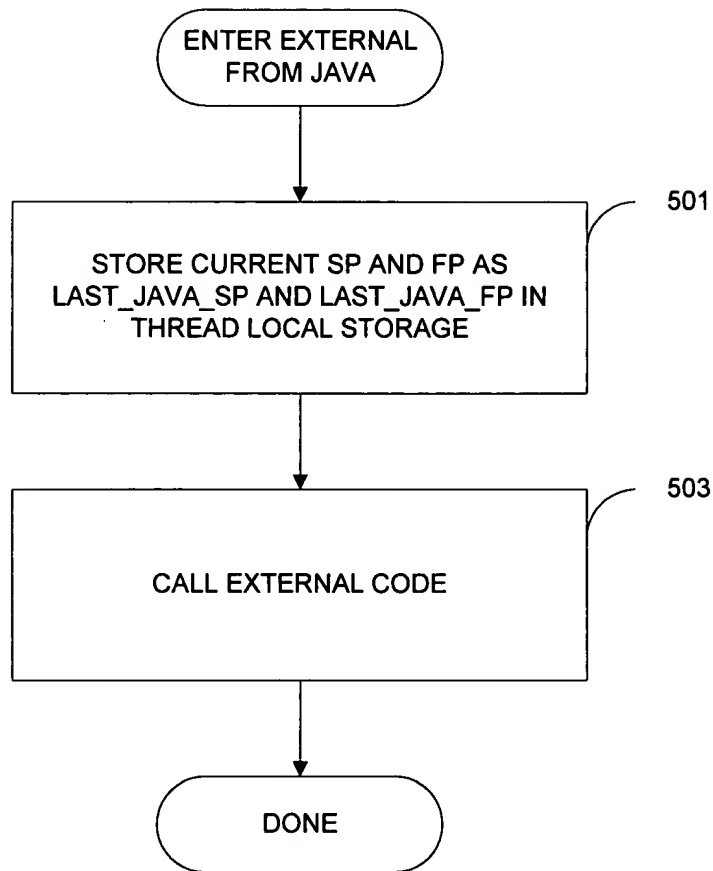 ENTER EXTERNAL
FROM JAVA
501
STORE CURRENT SP AND FP AS
LAST_JAVA_SP AND LAST_JAVA_FP IN
THREAD LOCAL STORAGE
503
CALL EXTERNAL CODE
DONE